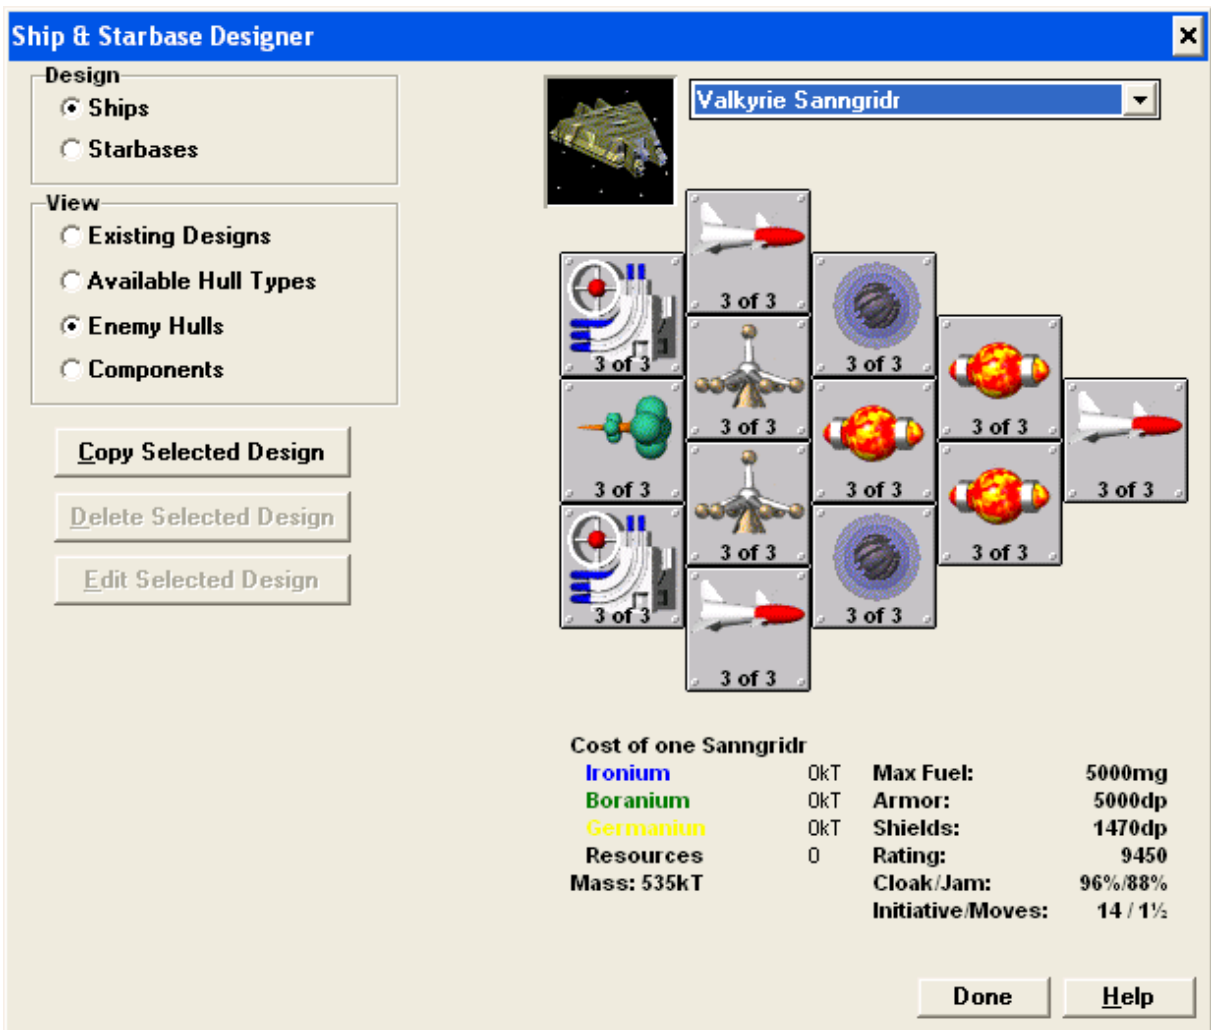 Ship & Starbase Designer
Design
Ships
Starbases
View
Existing Designs
Available Hull Types
Enemy Hulls
Components
Copy Selected Design
Delete Selected Design
Edit Selected Design
Valkyrie Sanngridr
3 of 3
3 of 3
3 of 3
3 of 3
3 of 3
3 of 3
3 of 3
3 of 3
3 of 3
3 of 3
3 of 3
3 of 3
3 of 3
Cost of one Sanngridr
Ironium 0kT Max Fuel: 5000mg
Boranium 0kT Armor: 5000dp
Germaniun 0kT Shields: 1470dp
Resources 0 Rating: 9450
Mass: 535kT Cloak/Jam: 96%/88%
Initiative/Moves: 14 / 1½
Done Help